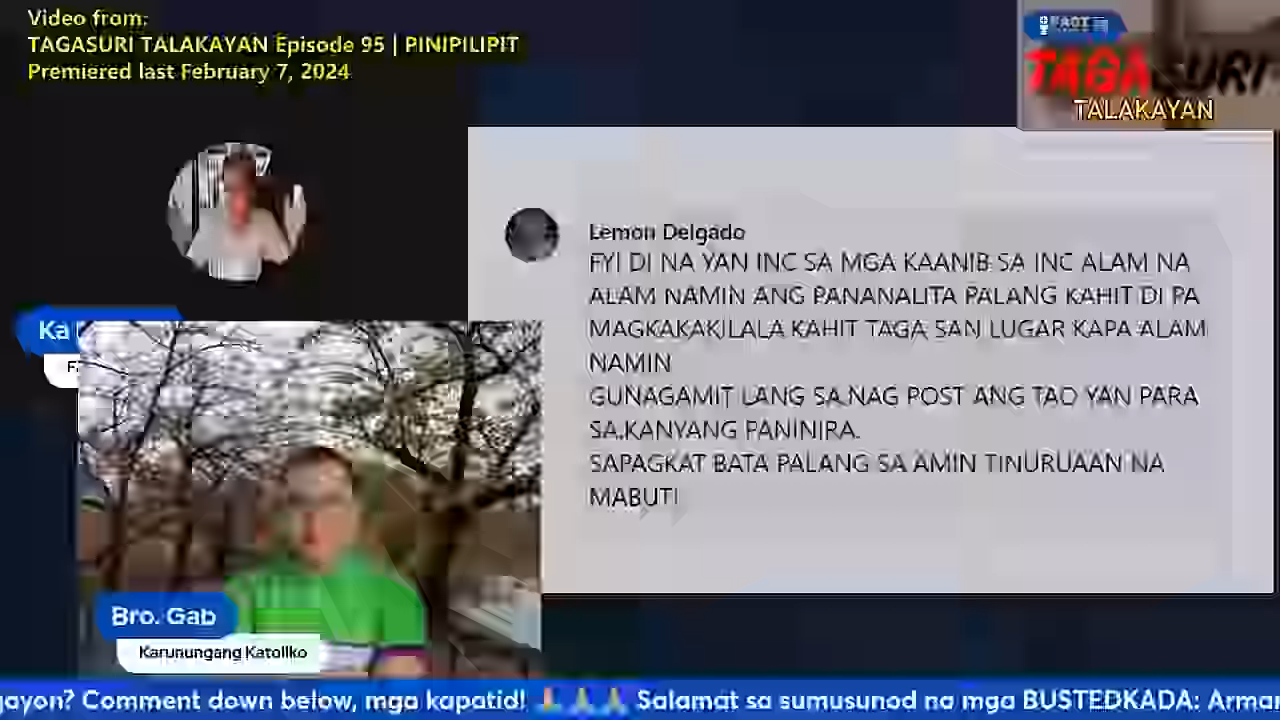 Video from:
TAGASURI TALAKAYAN Episode 95 | PINIPILIPIT
Premiered last February 7, 2024
FACT
TAGASURI
TALAKAYAN
Lemon Delgado
FYI DI NA YAN INC SA MGA KAANIB SA INC ALAM NA
ALAM NAMIN ANG PANANALITA PALANG KAHIT DI PA
MAGKAKAKILALA KAHIT TAGA SAN LUGAR KAPA ALAM
NAMIN
GUNAGAMIT LANG SA.NAG POST ANG TAO YAN PARA
SA.KANYANG PANINIRA.
SAPAGKAT BATA PALANG SA AMIN TINURUAAN NA
MABUTI
Ka
Bro. Gab
Karunungang Katoliko
gayon? Comment down below, mga kapatid! 🙏🙏🙏 Salamat sa sumusunod na mga BUSTEDKADA: Arma